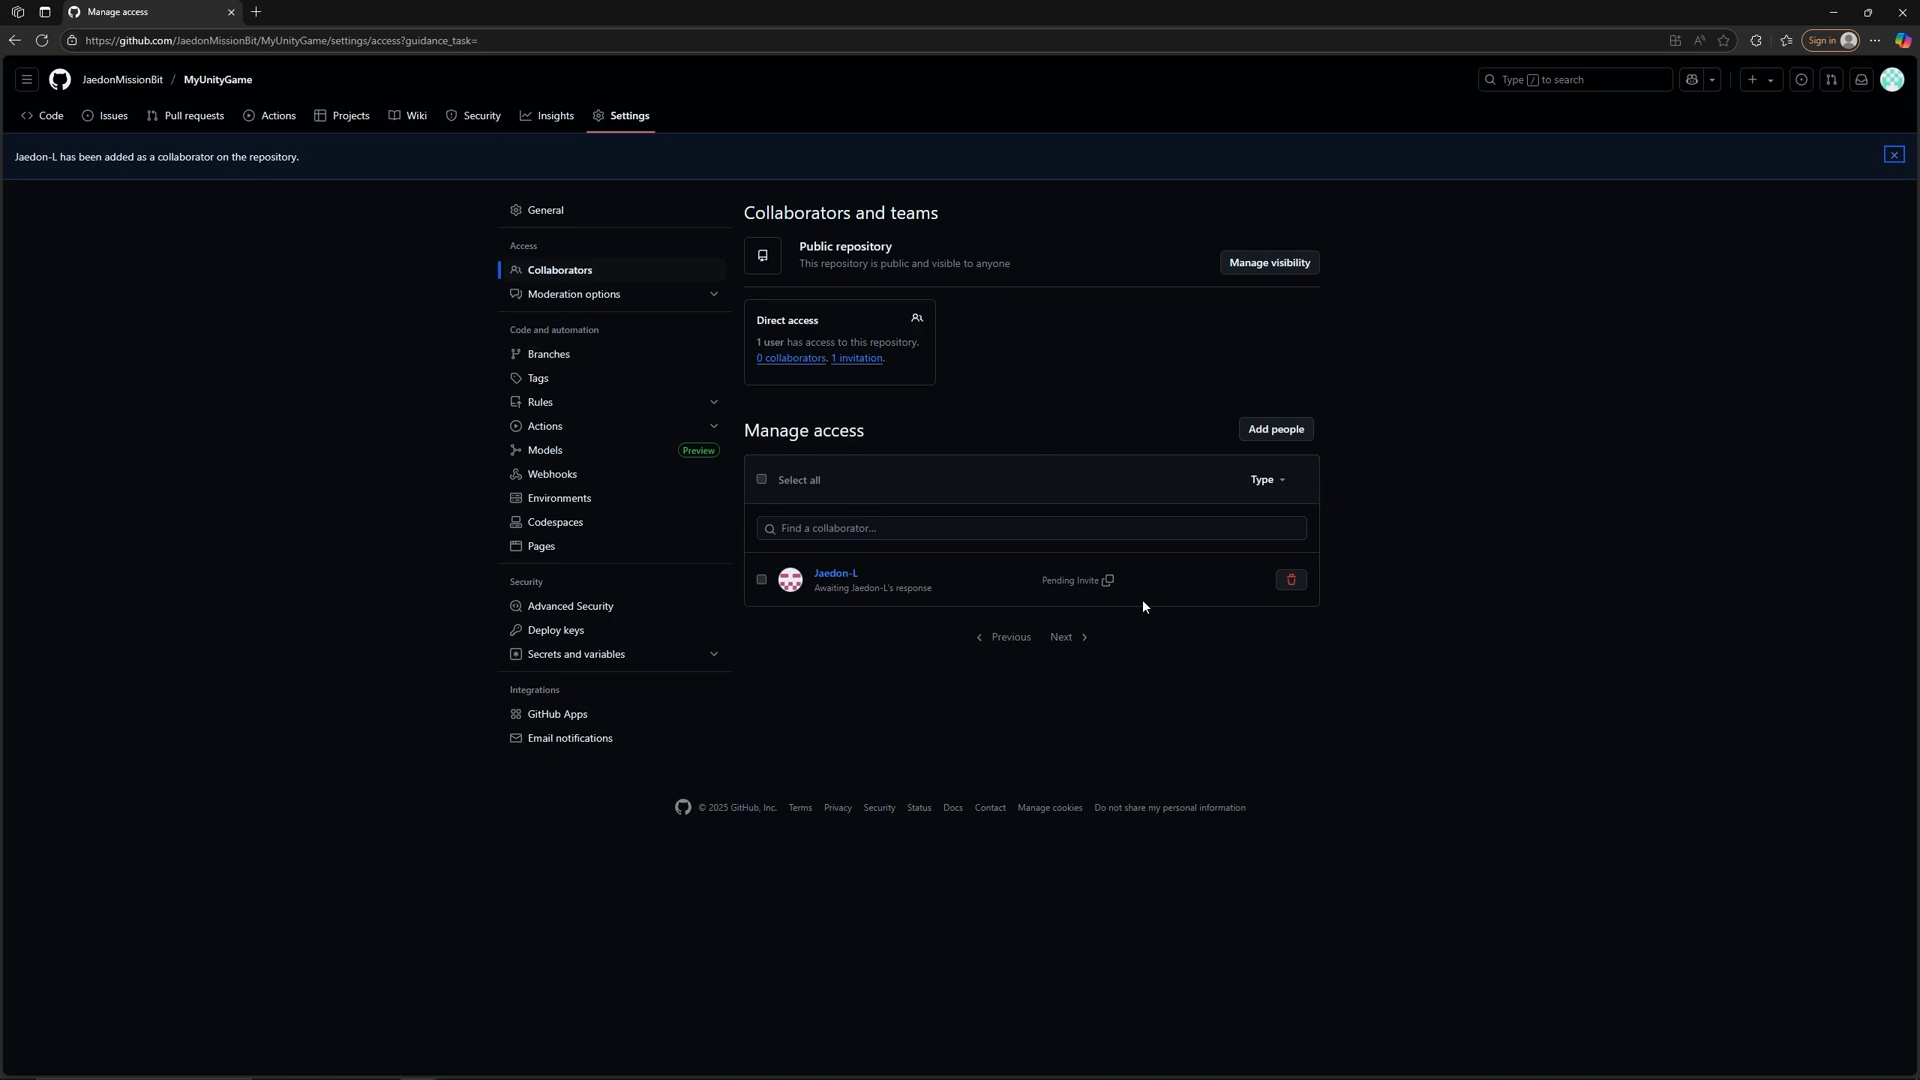 Manage access
https://github.com/JaedonMissionBit/MyUnityGame/settings/access?guidance_task=
Sign in
JaedonMissionBit / MyUnityGame
Type / to search
Code
Issues
Pull requests
Actions
Projects
Wiki
Security
Insights
Settings
Jaedon-L has been added as a collaborator on the repository.
General
Access
Collaborators
Moderation options
Code and automation
Branches
Tags
Rules
Actions
Models
Preview
Webhooks
Environments
Codespaces
Pages
Security
Advanced Security
Deploy keys
Secrets and variables
Integrations
GitHub Apps
Email notifications
Collaborators and teams
Public repository
This repository is public and visible to anyone
Manage visibility
Direct access
1 user has access to this repository.
0 collaborators. 1 invitation.
Manage access
Add people
Select all
Type
Find a collaborator...
Jaedon-L
Awaiting Jaedon-L's response
Pending Invite
Previous
Next
© 2025 GitHub, Inc.
Terms
Privacy
Security
Status
Docs
Contact
Manage cookies
Do not share my personal information